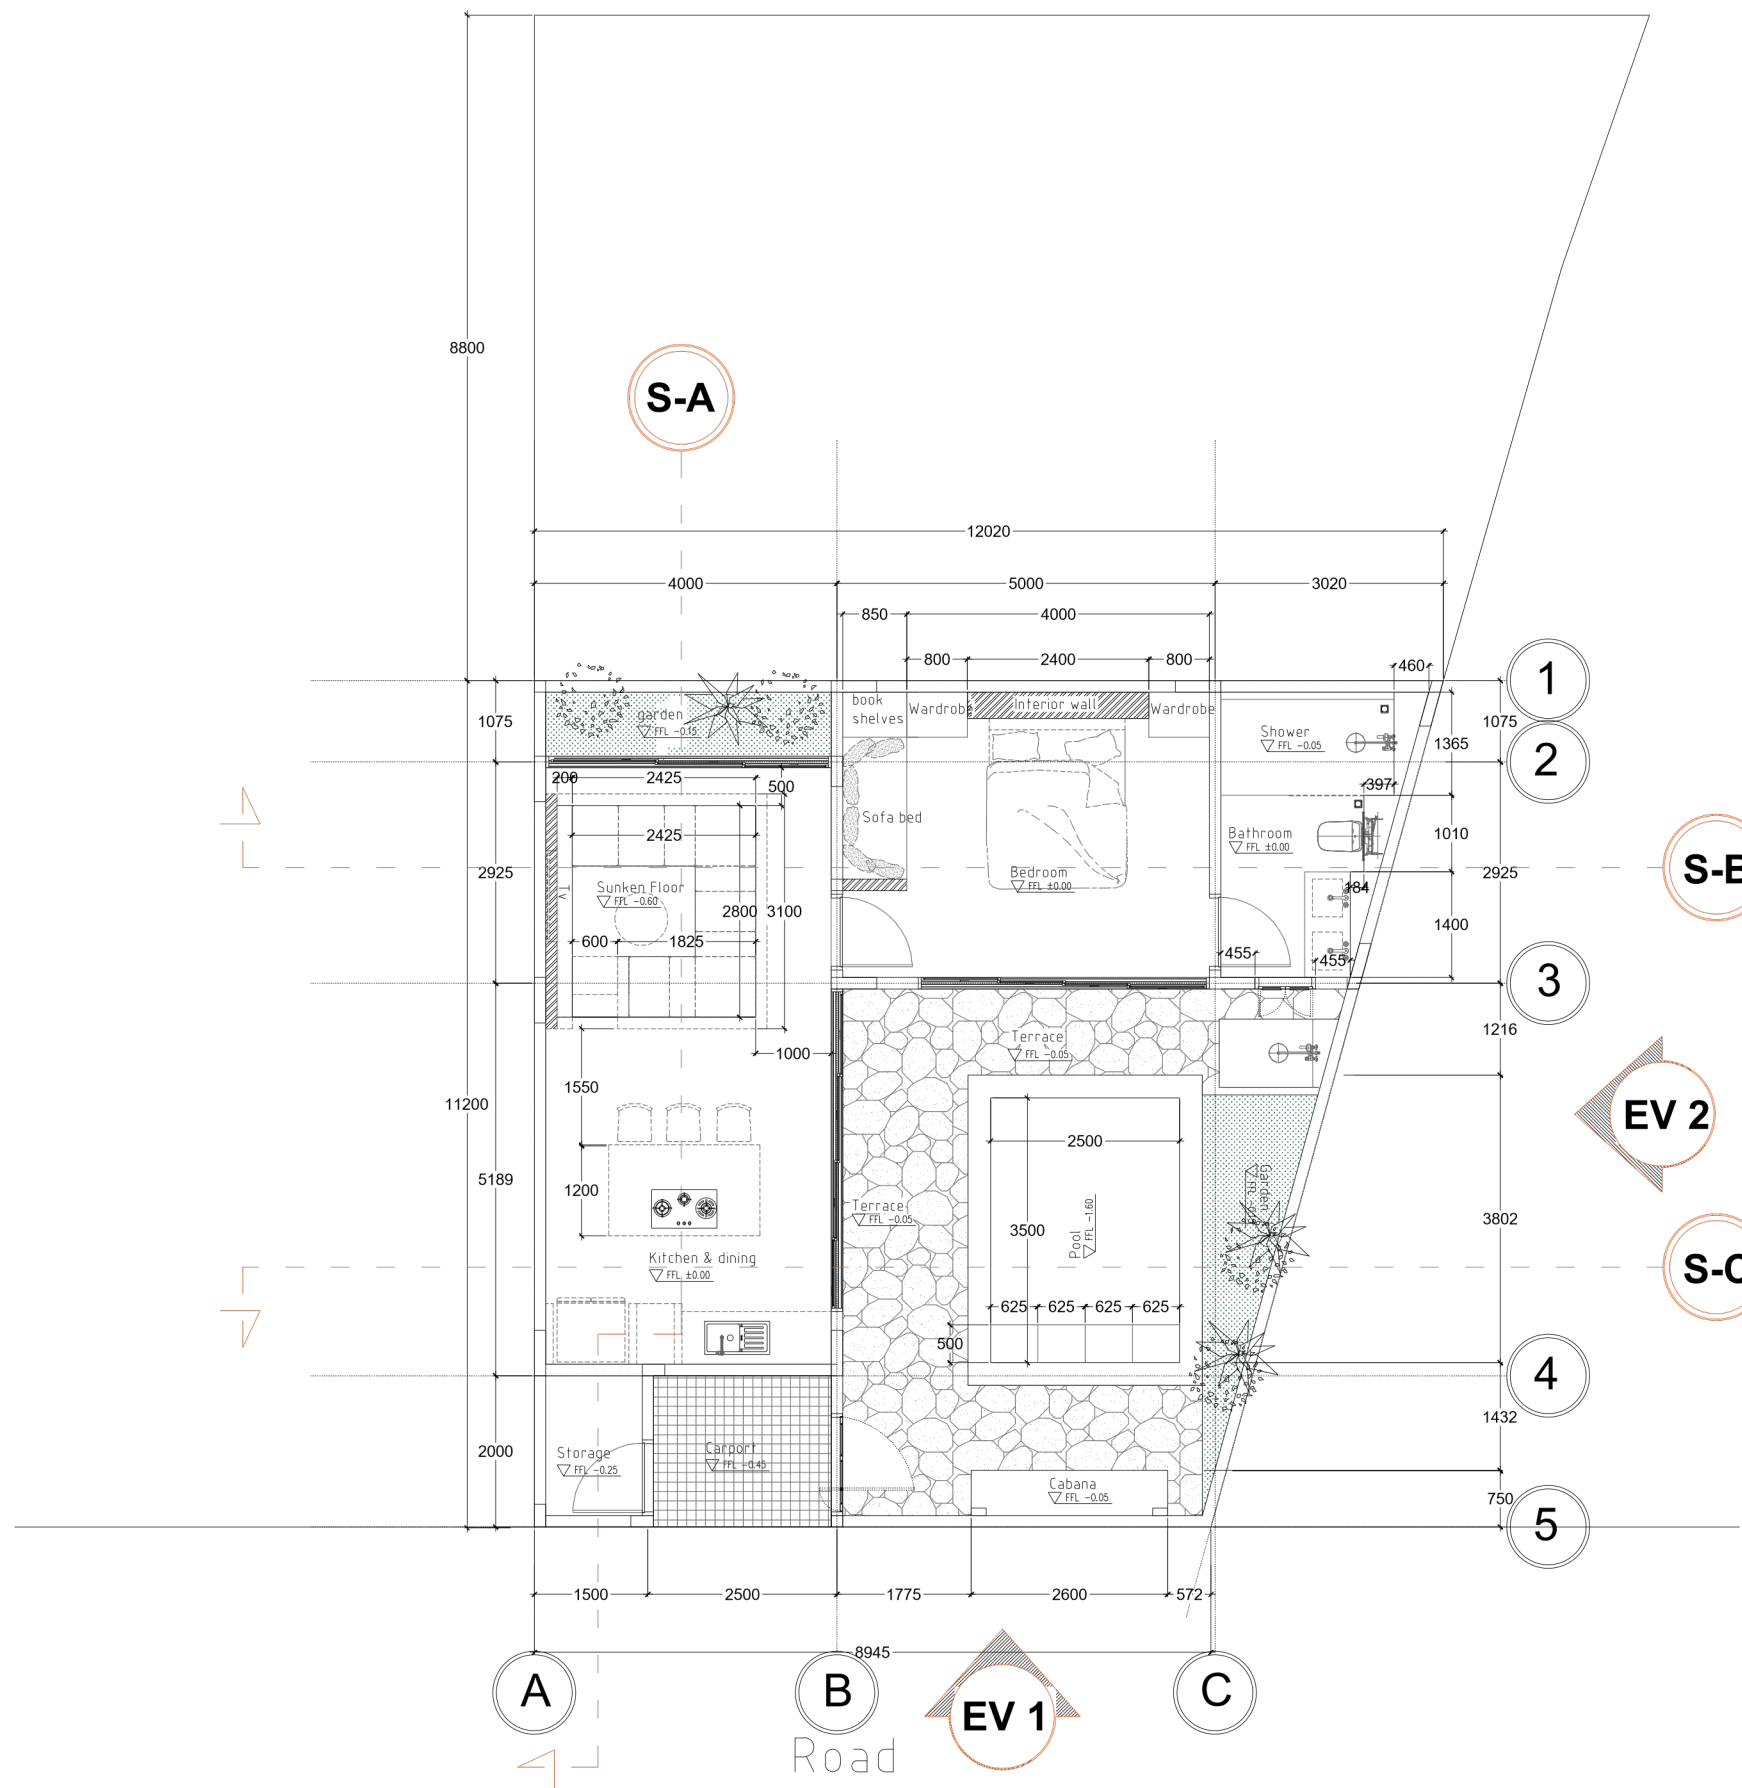 8800
S-A
12020
4000
5000
3020
850
4000
800
2400
800
460
1
1075
garden
FFL -0.15
book
shelves
Wardrobe
Interior wall
Wardrobe
Shower
FFL -0.05
1365
1075
2
200
2425
500
397
2425
Sofa bed
Bathroom
FFL ±0.00
1010
S-B
2925
TV
Sunken Floor
FFL -0.60
Bedroom
FFL ±0.00
184
2925
2800
3100
600
1825
455
455
1400
3
1000
Terrace
FFL -0.05
1216
1550
11200
2500
EV 2
5189
1200
Terrace
FFL -0.05
3500
Pool
FFL -1.60
Garden
FFL
3802
Kitchen & dining
FFL ±0.00
625
625
625
625
500
4
1432
2000
Storage
FFL -0.25
Carport
FFL -0.45
Cabana
FFL -0.05
750
5
1500
2500
1775
2600
572
8945
A
B
C
EV 1
Road